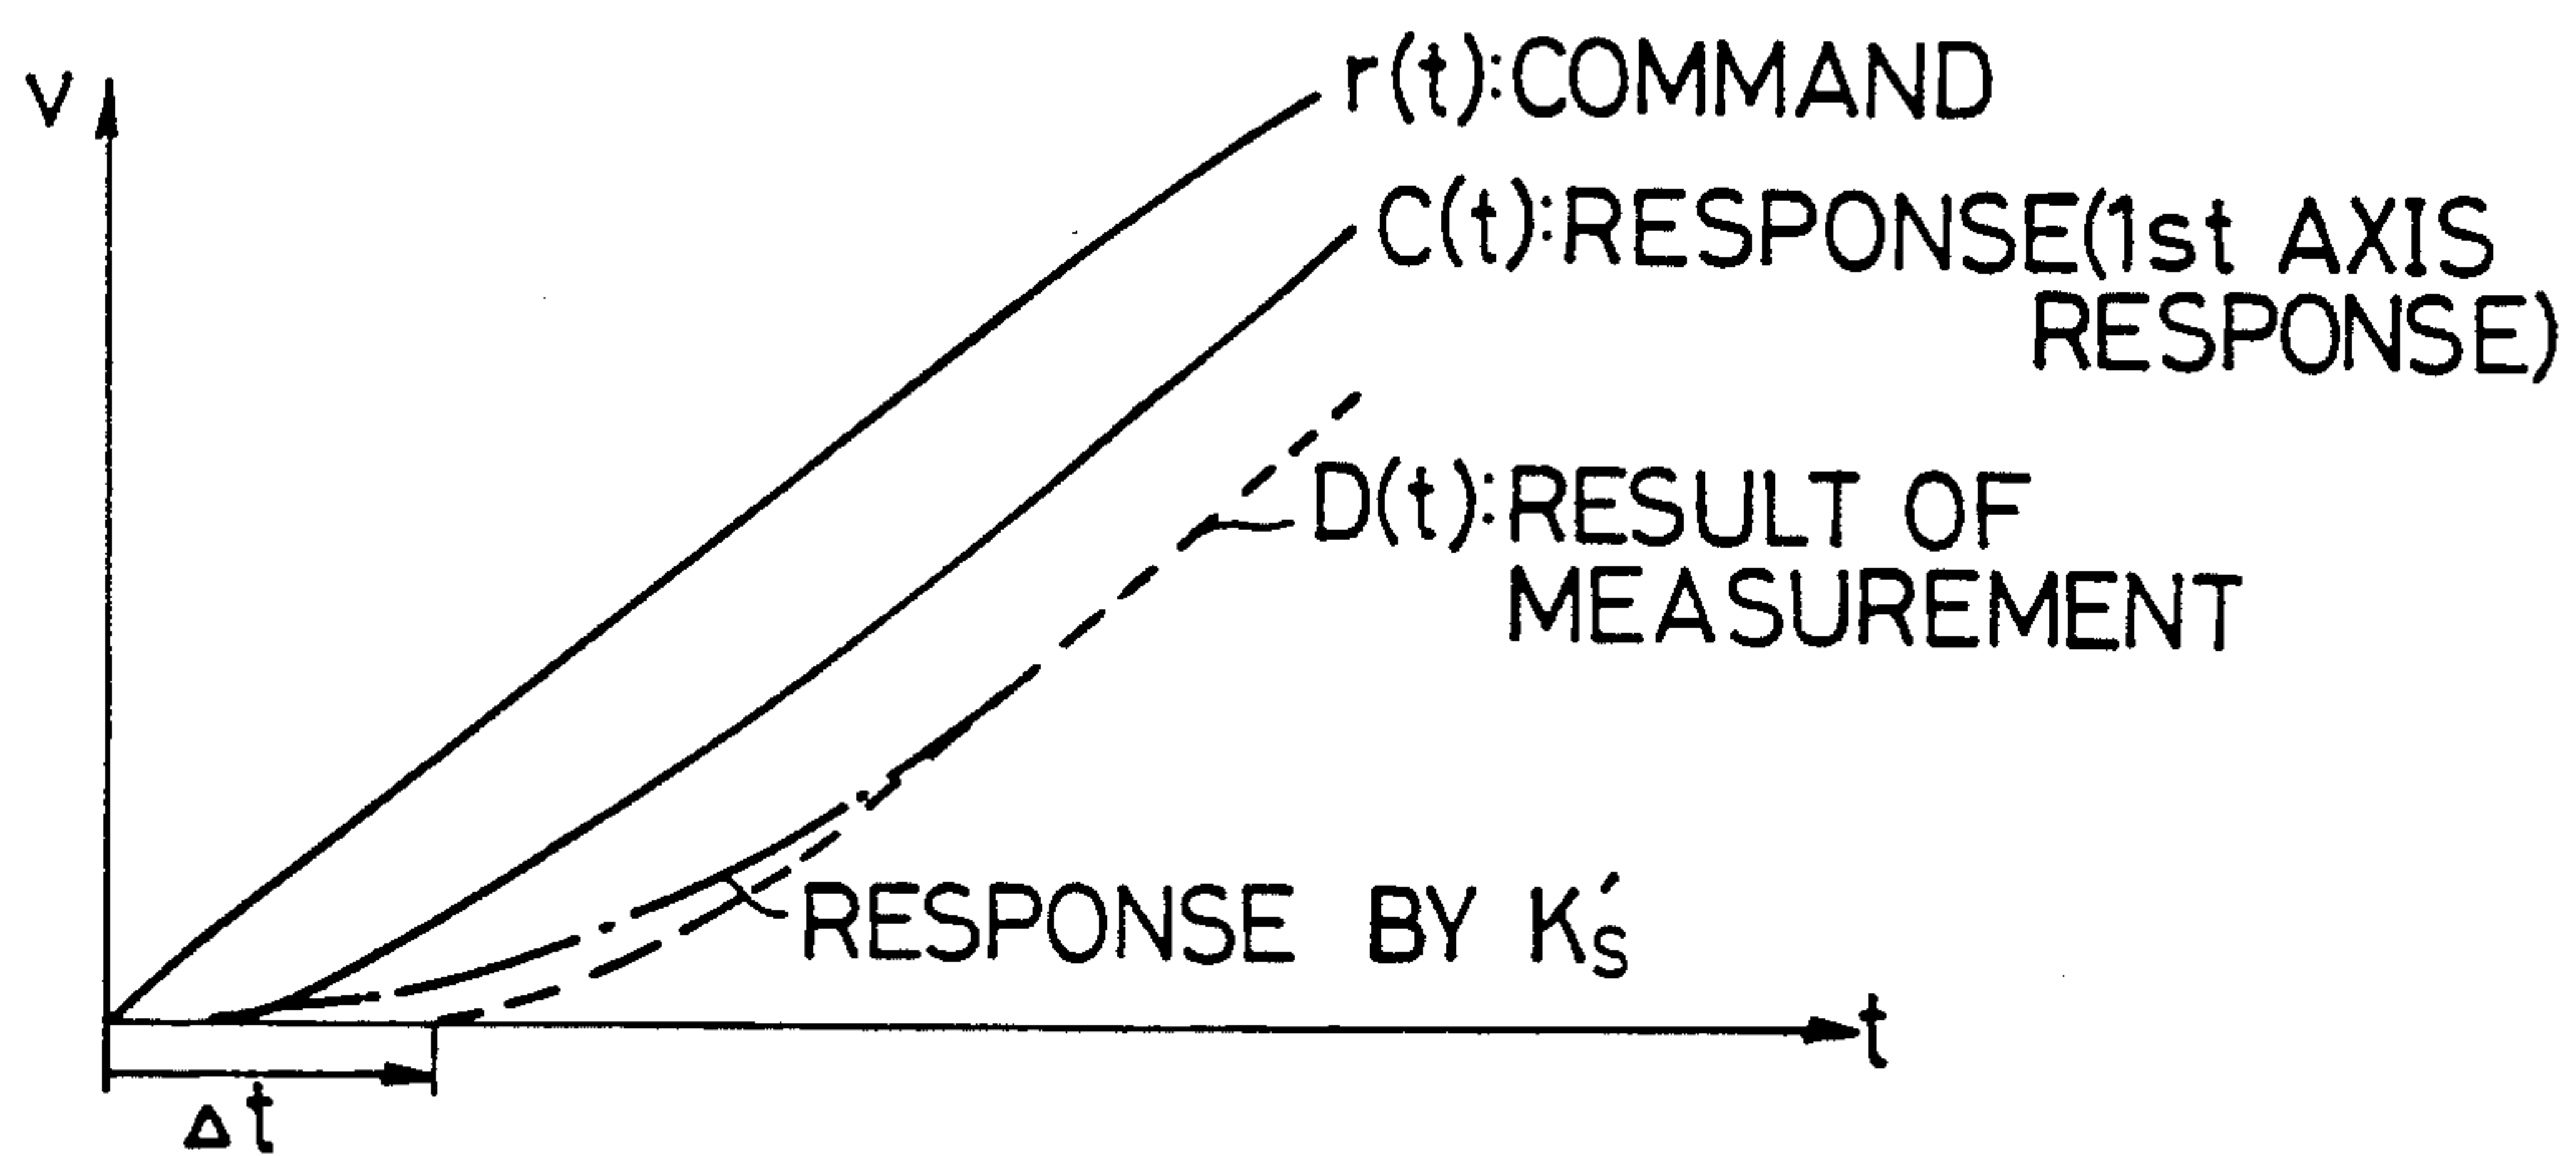 V
r(t):COMMAND
C(t):RESPONSE(1st AXIS
RESPONSE)
D(t):RESULT OF
MEASUREMENT
RESPONSE BY K's
t
Δt